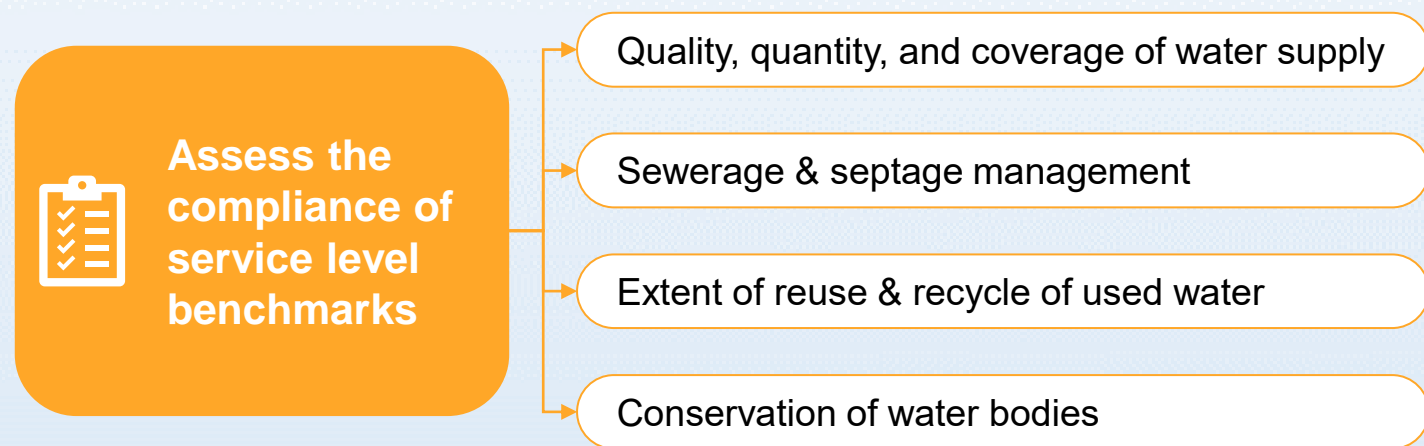 Assess the
compliance of
service level
benchmarks
Quality, quantity, and coverage of water supply
Sewerage & septage management
Extent of reuse & recycle of used water
Conservation of water bodies